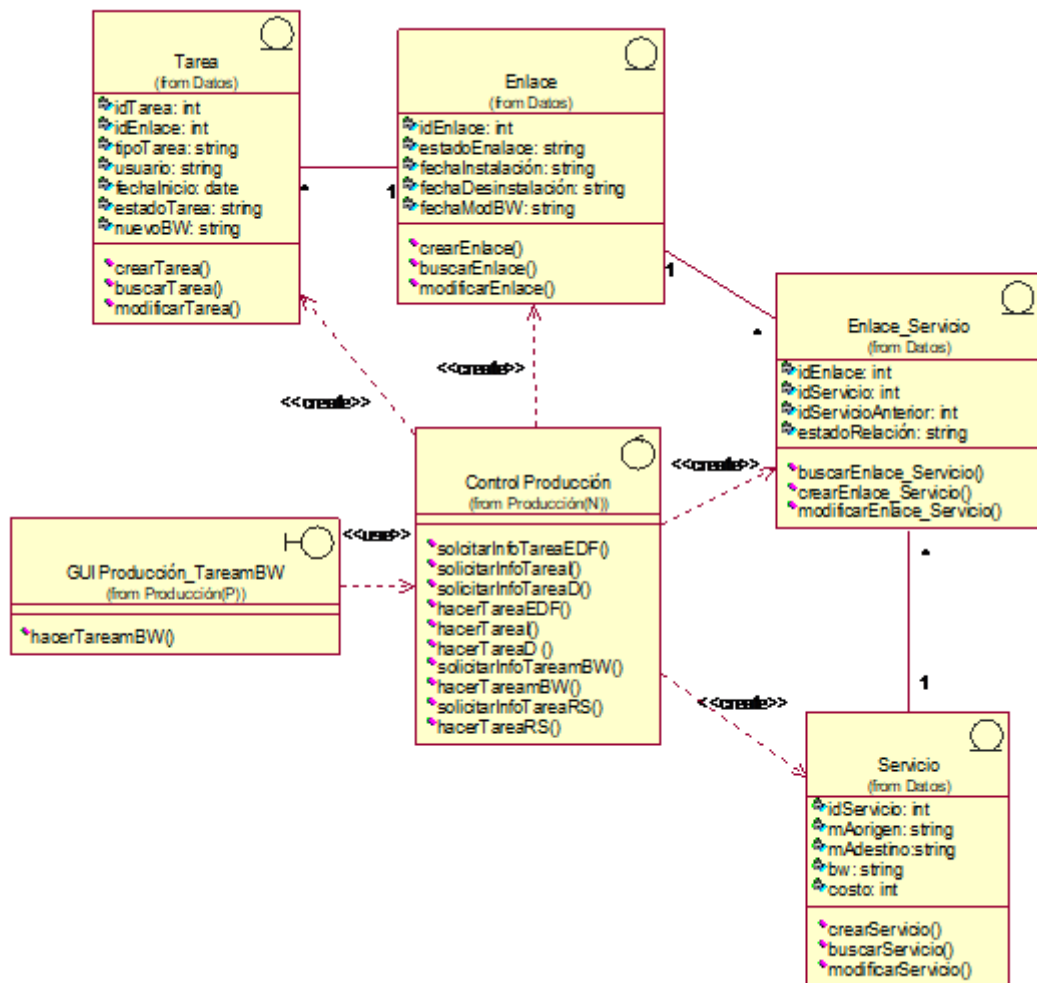 Tarea
(from Datos)
idTarea: int
idEnlace: int
tipoTarea: string
usuario: string
fechaInicio: date
estadoTarea: string
nuevoBW: string
crearTarea()
buscarTarea()
modificarTarea()
Enlace
(from Datos)
idEnlace: int
estadoEnalace: string
fechaInstalación: string
fechaDesinstalación: string
fechaModBW: string
crearEnlace()
buscarEnlace()
modificarEnlace()
*
1
1
*
Enlace_Servicio
(from Datos)
idEnlace: int
idServicio: int
idServicioAnterior: int
estadoRelación: string
buscarEnlace_Servicio()
crearEnlace_Servicio()
modificarEnlace_Servicio()
<<create>>
<<create>>
<<create>>
Control Producción
(from Producción(N))
solcitarInfoTareaEDF()
solicitarInfoTareaI()
solicitarInfoTareaD()
hacerTareaEDF()
hacerTareaI()
hacerTareaD ()
solicitarInfoTareamBW()
hacerTareamBW()
solicitarInfoTareaRS()
hacerTareaRS()
<<use>>
GUI Producción_TareamBW
(from Producción(P))
hacerTareamBW()
*
1
<<create>>
Servicio
(from Datos)
idServicio: int
mAorigen: string
mAdestino:string
bw: string
costo: int
crearServicio()
buscarServicio()
modificarServicio()